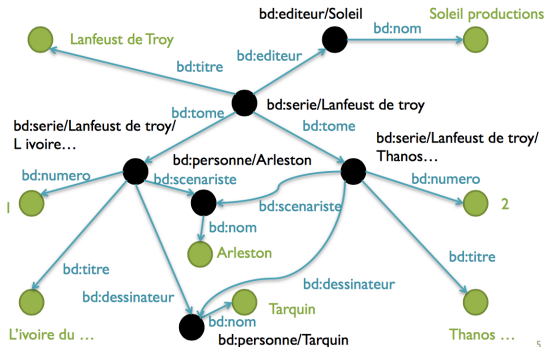 bd:editeur/Soleil
Soleil productions
Lanfeust de Troy
bd:nom
bd:editeur
bd:titre
bd:serie/Lanfeust de troy
bd:tome
bd:tome
bd:serie/Lanfeust de troy/
L ivoire…
bd:serie/Lanfeust de troy/
Thanos…
bd:personne/Arleston
bd:numero
bd:scenariste
bd:numero
1
bd:scenariste
2
bd:nom
Arleston
bd:titre
bd:titre
bd:dessinateur
bd:dessinateur
Tarquin
L'ivoire du …
bd:nom
Thanos …
bd:personne/Tarquin
5